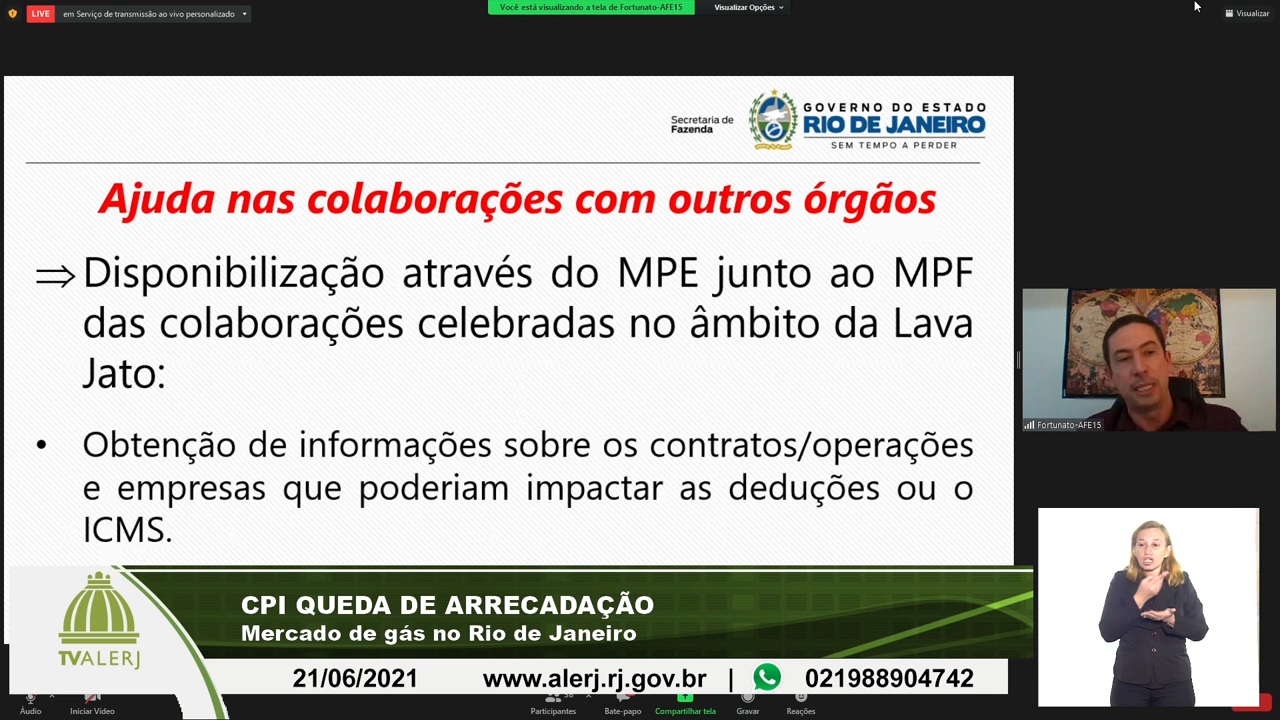 LIVE em Serviço de transmissão ao vivo personalizado
Você está visualizando a tela de Fortunato-AFE15
Visualizar Opções
Visualizar
Secretaria de
Fazenda
GOVERNO DO ESTADO
RIO DE JANEIRO
SEM TEMPO A PERDER
Ajuda nas colaborações com outros órgãos
⇒Disponibilização através do MPE junto ao MPF
das colaborações celebradas no âmbito da Lava
Jato:
• Obtenção de informações sobre os contratos/operações
e empresas que poderiam impactar as deduções ou o
ICMS.
Fortunato-AFE15
CPI QUEDA DE ARRECADAÇÃO
Mercado de gás no Rio de Janeiro
TVALERJ
21/06/2021 www.alerj.rj.gov.br | 021988904742
Áudio
Iniciar Vídeo
Participantes
Bate-papo
Compartilhar tela
Gravar
Reações